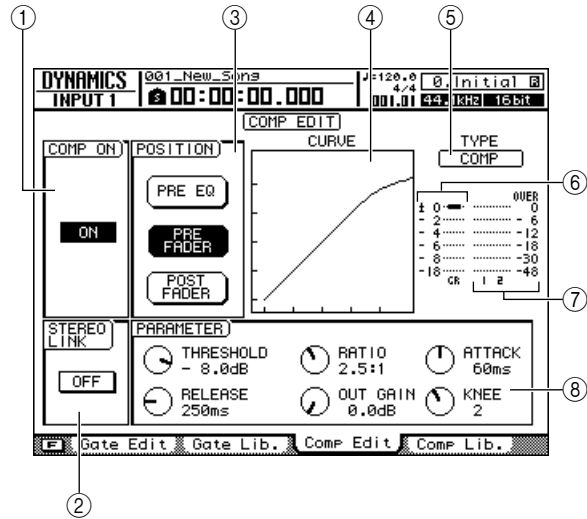 ① ③ ④ ⑤
DYNAMICS
INPUT 1
001_New_Song
S 00:00:00.000
♩=120.0
4/4
001.01
0.Initial R
44.1kHz 16bit
COMP EDIT
COMP ON
ON
POSITION
PRE EQ
PRE FADER
POST FADER
CURVE
TYPE
COMP
⑥
OVER
± 0 0
- 2 - 6
- 4 -12
- 6 -18
- 8 -30
-18 -48
GR 1 2
⑦
STEREO LINK
OFF
PARAMETER
THRESHOLD
- 8.0dB
RATIO
2.5:1
ATTACK
60ms
RELEASE
250ms
OUT GAIN
0.0dB
KNEE
2
⑧
F Gate Edit Gate Lib. Comp Edit Comp Lib.
②